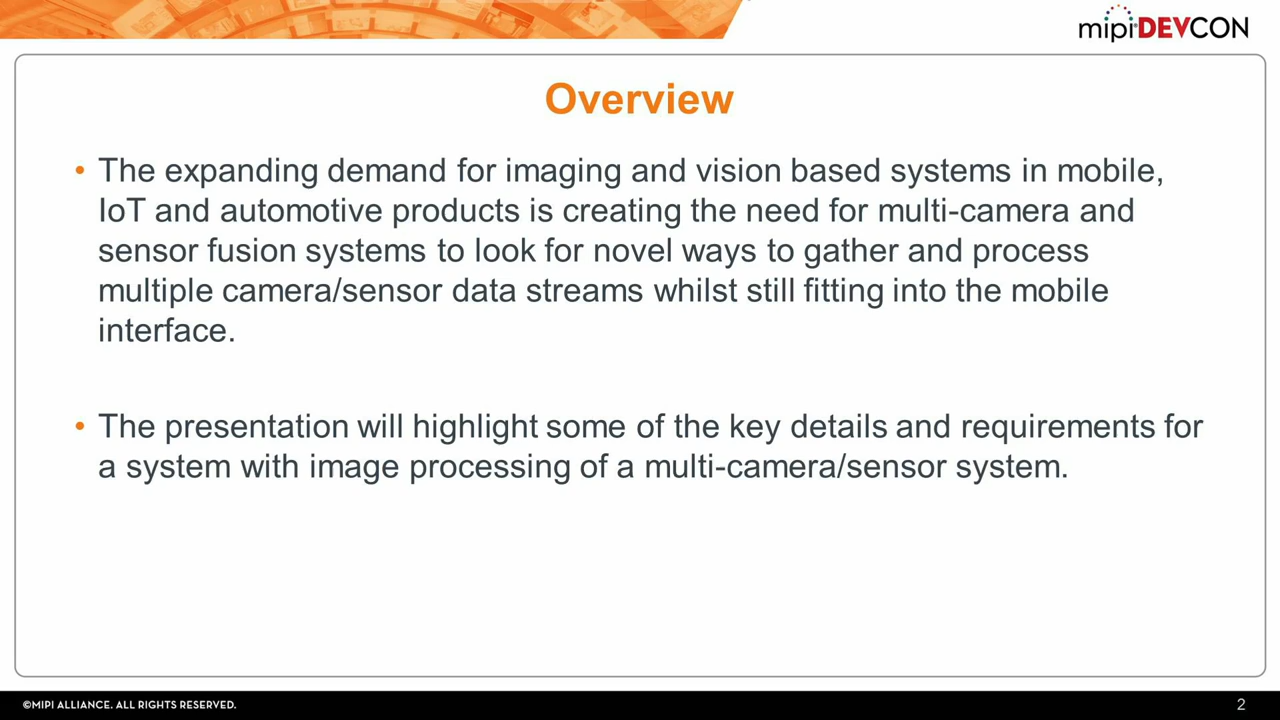 mipi DEVCON
Overview
• The expanding demand for imaging and vision based systems in mobile,
IoT and automotive products is creating the need for multi-camera and
sensor fusion systems to look for novel ways to gather and process
multiple camera/sensor data streams whilst still fitting into the mobile
interface.
• The presentation will highlight some of the key details and requirements for
a system with image processing of a multi-camera/sensor system.
©MIPI ALLIANCE. ALL RIGHTS RESERVED.
2